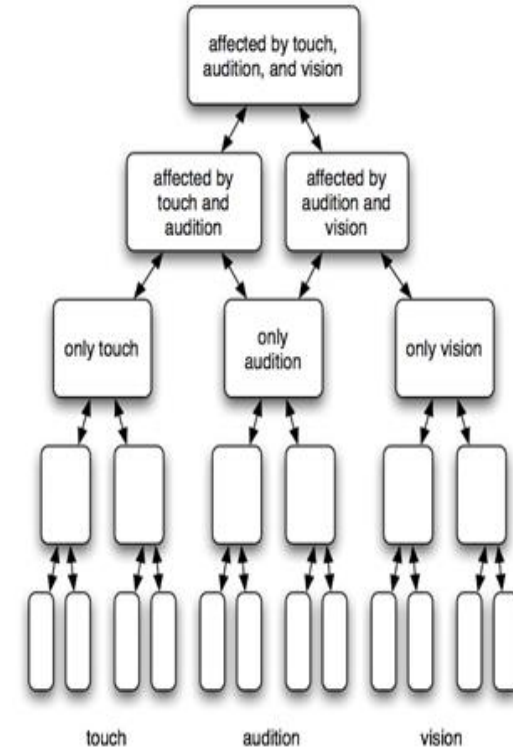 affected by touch,
audition, and vision
affected by
touch and
audition
affected by
audition and
vision
only touch
only
audition
only vision
touch
audition
vision